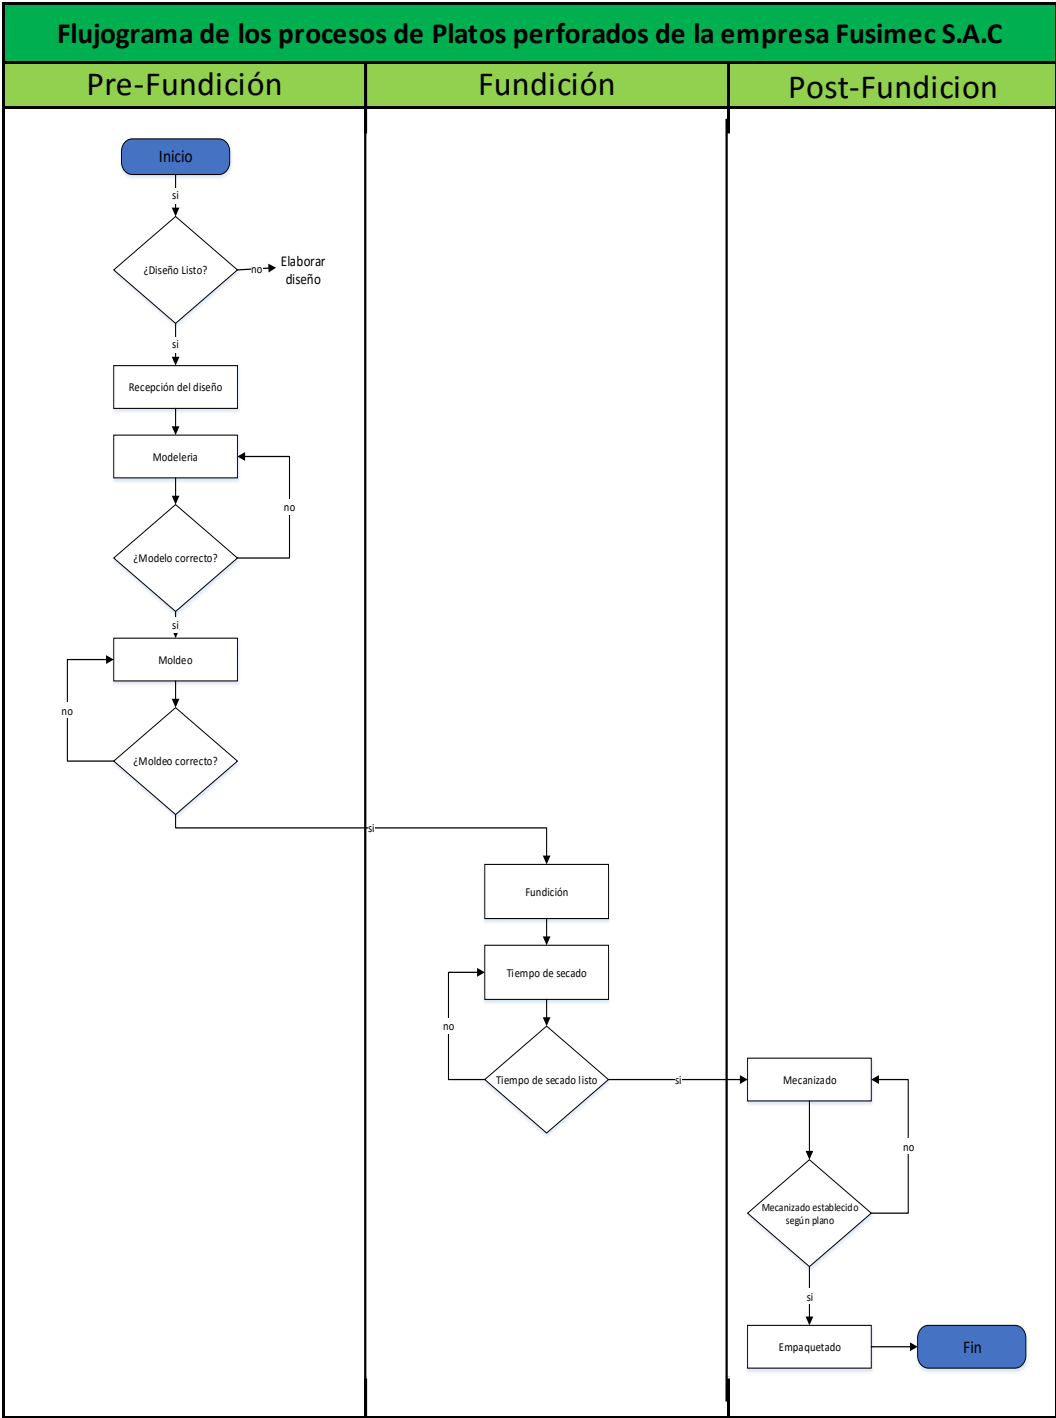 Flujograma de los procesos de Platos perforados de la empresa Fusimec S.A.C
Pre-Fundición
Fundición
Post-Fundicion
Inicio
si
¿Diseño Listo?
no
Elaborar
diseño
si
Recepción del diseño
Modeleria
no
¿Modelo correcto?
si
Moldeo
no
¿Moldeo correcto?
si
Fundición
Tiempo de secado
no
Tiempo de secado listo
si
Mecanizado
no
Mecanizado establecido
según plano
si
Empaquetado
Fin